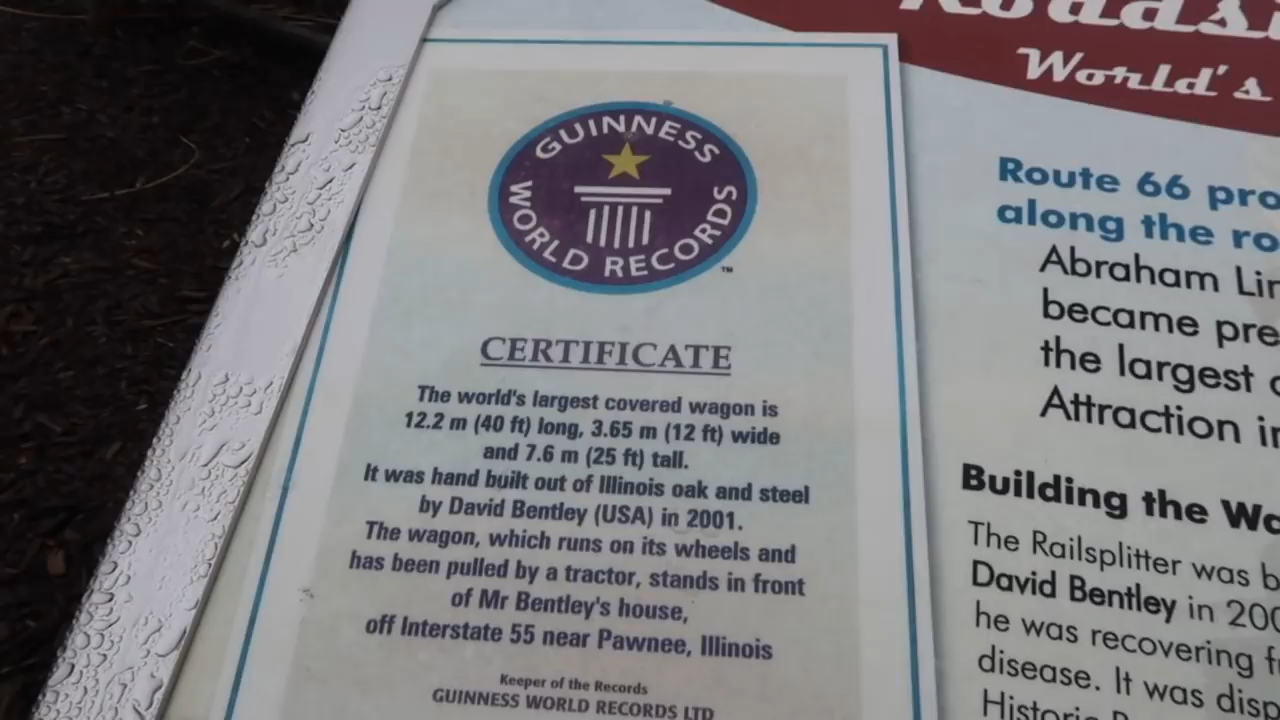 GUINNESS
WORLD RECORDS
™
CERTIFICATE
The world's largest covered wagon is
12.2 m (40 ft) long, 3.65 m (12 ft) wide
and 7.6 m (25 ft) tall.
It was hand built out of Illinois oak and steel
by David Bentley (USA) in 2001.
The wagon, which runs on its wheels and
has been pulled by a tractor, stands in front
of Mr Bentley's house,
off Interstate 55 near Pawnee, Illinois
Keeper of the Records
GUINNESS WORLD RECORDS LTD
World's
Route 66
along the
Abraham
became
the largest
Attraction
Building the
The Railsplitter was
David Bentley in
he was recovering
disease. It was